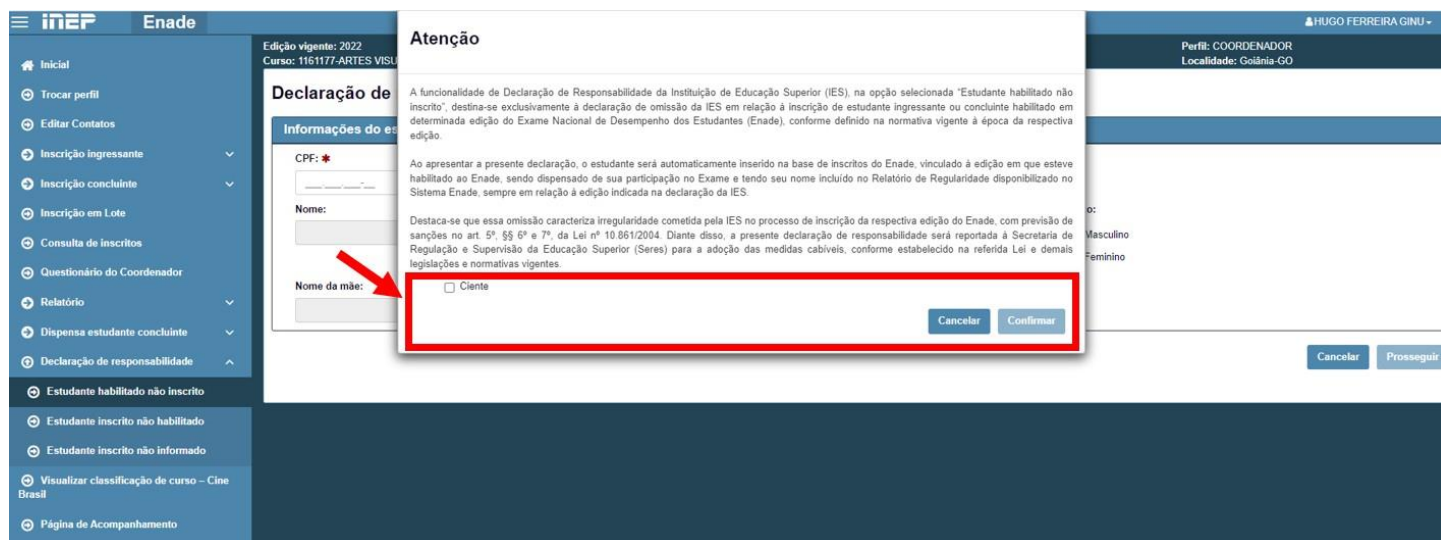 inep Enade
HUGO FERREIRA GINU
Inicial
Trocar perfil
Editar Contatos
Inscrição ingressante
Inscrição concluinte
Inscrição em Lote
Consulta de inscritos
Questionário do Coordenador
Relatório
Dispensa estudante concluinte
Declaração de responsabilidade
Estudante habilitado não inscrito
Estudante inscrito não habilitado
Estudante inscrito não informado
Visualizar classificação de curso – Cine
Brasil
Página de Acompanhamento
Edição vigente: 2022
Curso: 1161177-ARTES VISU
Perfil: COORDENADOR
Localidade: Goiânia-GO
Declaração de
Informações do es
CPF: *
___.___.___-__
Nome:
Nome da mãe:
o:
Masculino
Feminino
Cancelar Prosseguir
Atenção
A funcionalidade de Declaração de Responsabilidade da Instituição de Educação Superior (IES), na opção selecionada "Estudante habilitado não
inscrito", destina-se exclusivamente à declaração de omissão da IES em relação à inscrição de estudante ingressante ou concluinte habilitado em
determinada edição do Exame Nacional de Desempenho dos Estudantes (Enade), conforme definido na normativa vigente à época da respectiva
edição.
Ao apresentar a presente declaração, o estudante será automaticamente inserido na base de inscritos do Enade, vinculado à edição em que esteve
habilitado ao Enade, sendo dispensado de sua participação no Exame e tendo seu nome incluído no Relatório de Regularidade disponibilizado no
Sistema Enade, sempre em relação à edição indicada na declaração da IES.
Destaca-se que essa omissão caracteriza irregularidade cometida pela IES no processo de inscrição da respectiva edição do Enade, com previsão de
sanções no art. 5º, §§ 6º e 7º, da Lei nº 10.861/2004. Diante disso, a presente declaração de responsabilidade será reportada à Secretaria de
Regulação e Supervisão da Educação Superior (Seres) para a adoção das medidas cabíveis, conforme estabelecido na referida Lei e demais
legislações e normativas vigentes.
Ciente
Cancelar Confirmar